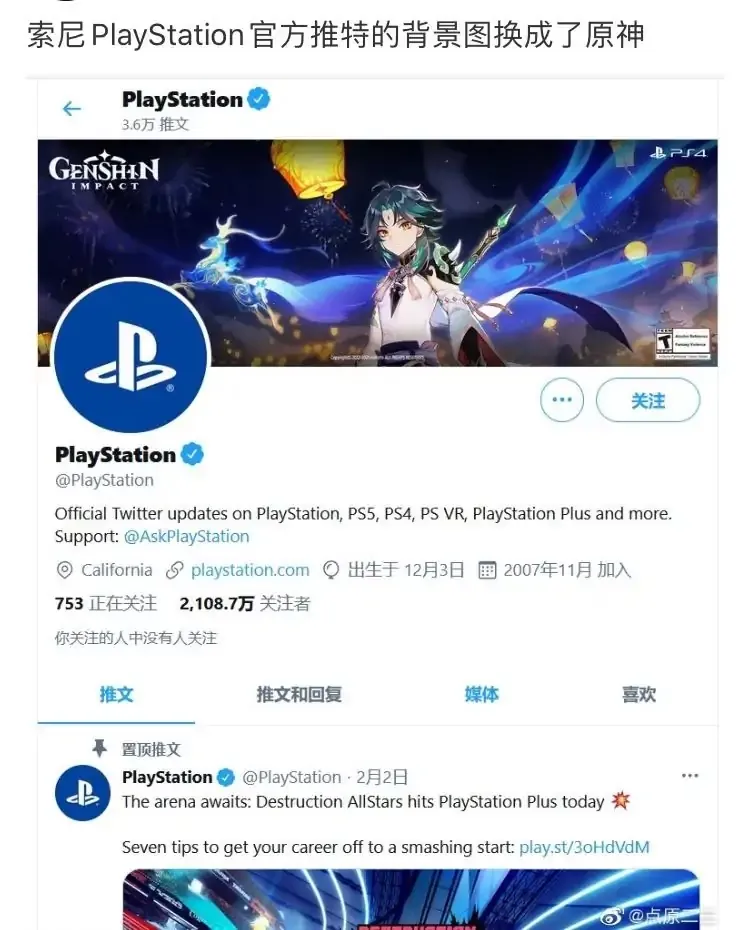 索尼PlayStation官方推特的背景图换成了原神
PlayStation
3.6万 推文
GENSHIN
IMPACT
PS4
T
PlayStation
@PlayStation
关注
Official Twitter updates on PlayStation, PS5, PS4, PS VR, PlayStation Plus and more.
Support: @AskPlayStation
California playstation.com 出生于 12月3日 2007年11月 加入
753 正在关注 2,108.7万 关注者
你关注的人中没有人关注
推文 推文和回复 媒体 喜欢
置顶推文
PlayStation @PlayStation · 2月2日
The arena awaits: Destruction AllStars hits PlayStation Plus today 💥
Seven tips to get your career off to a smashing start: play.st/3oHdVdM
DESTRUCTION
@点原二